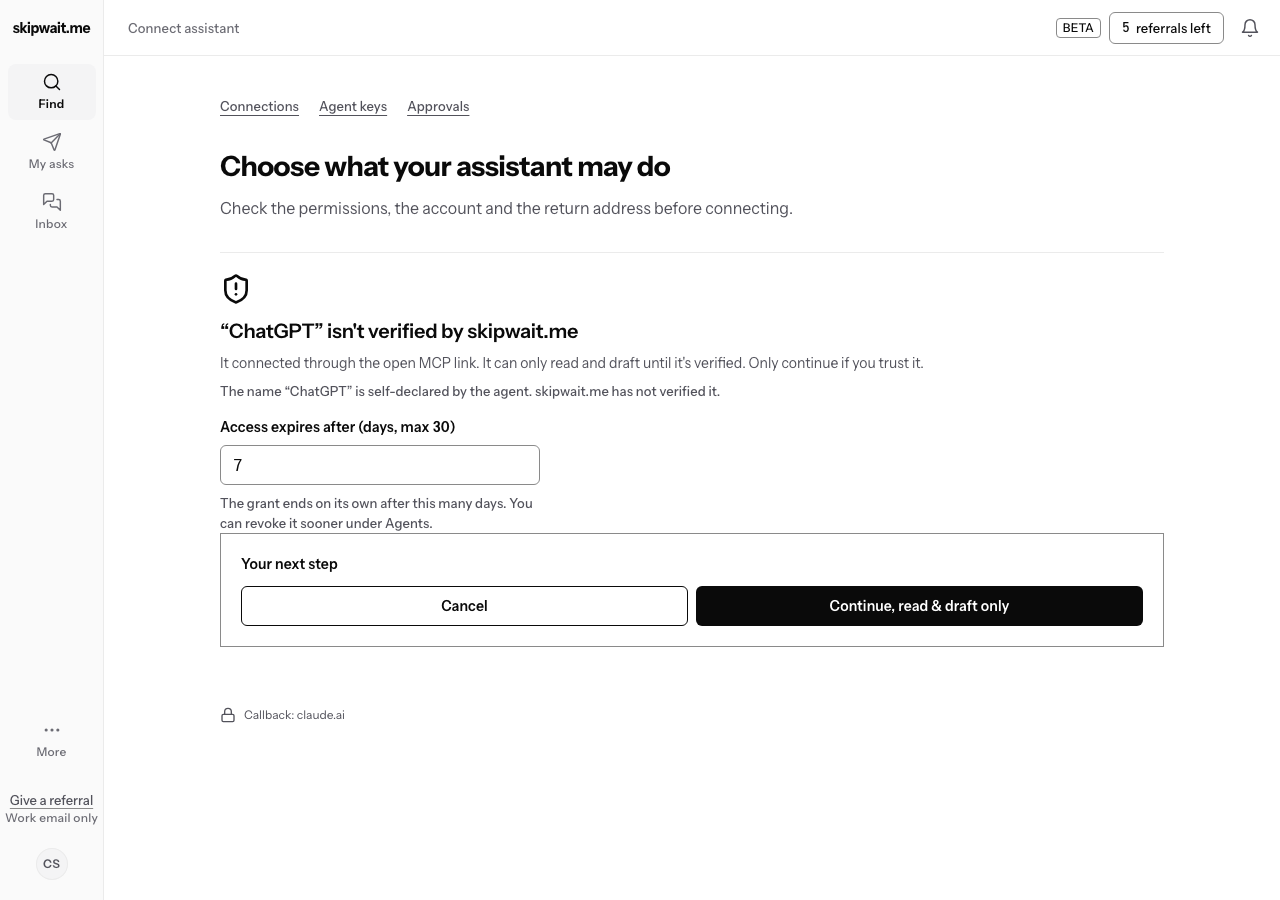 skipwait.me
Connect assistant
BETA
5 referrals left
Find
My asks
Inbox
Connections Agent keys Approvals
Choose what your assistant may do
Check the permissions, the account and the return address before connecting.
“ChatGPT” isn't verified by skipwait.me
It connected through the open MCP link. It can only read and draft until it's verified. Only continue if you trust it.
The name “ChatGPT” is self-declared by the agent. skipwait.me has not verified it.
Access expires after (days, max 30)
7
The grant ends on its own after this many days. You
can revoke it sooner under Agents.
Your next step
Cancel
Continue, read & draft only
Callback: claude.ai
More
Give a referral
Work email only
CS